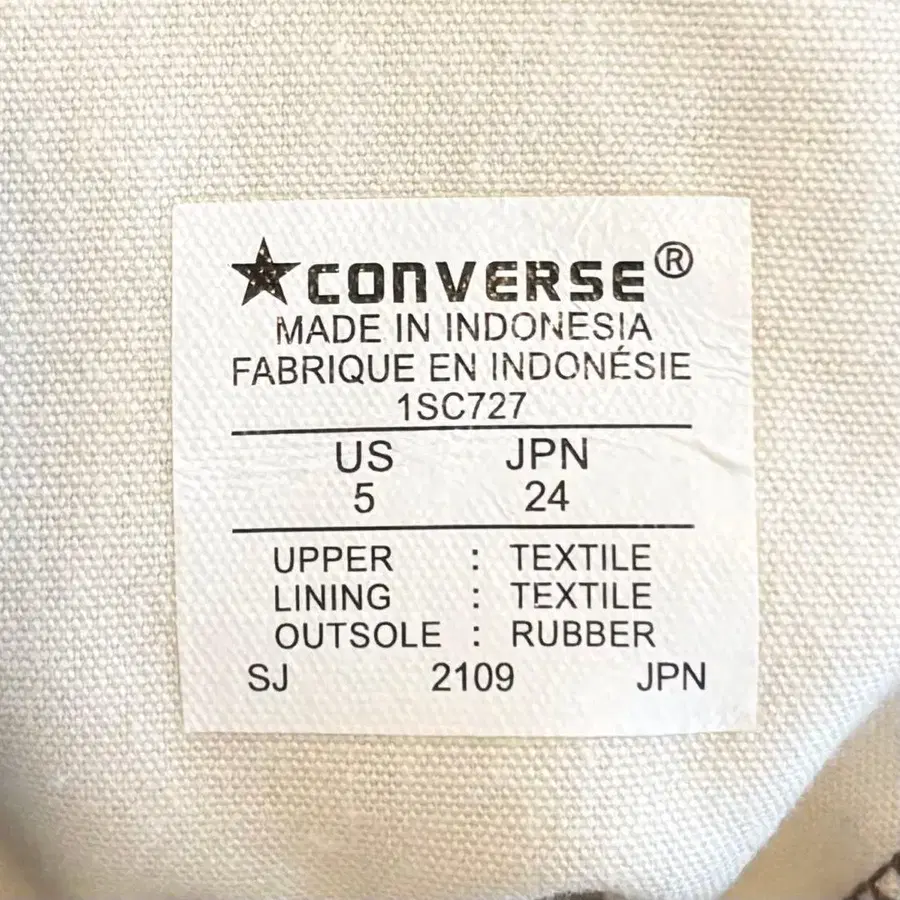 ★CONVERSE®
MADE IN INDONESIA
FABRIQUE EN INDONÉSIE
1SC727
US JPN
5 24
UPPER : TEXTILE
LINING : TEXTILE
OUTSOLE : RUBBER
SJ 2109 JPN